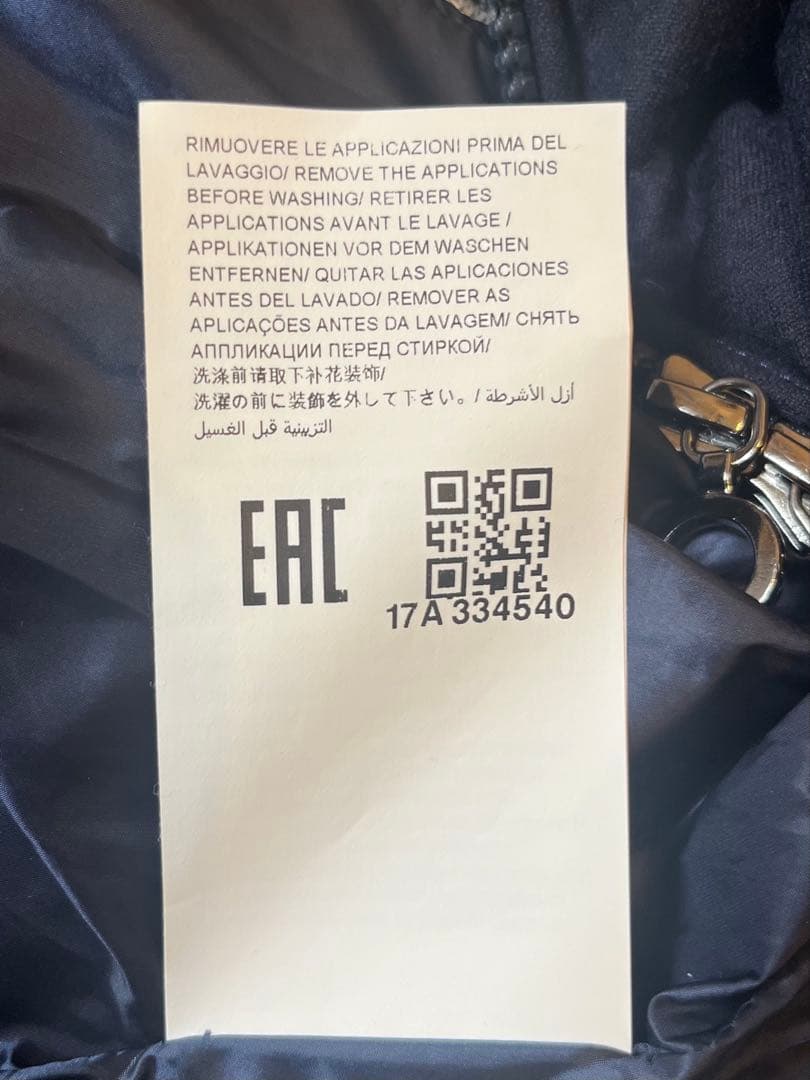 RIMUOVERE LE APPLICAZIONI PRIMA DEL
LAVAGGIO/ REMOVE THE APPLICATIONS
BEFORE WASHING/ RETIRER LES
APPLICATIONS AVANT LE LAVAGE /
APPLIKATIONEN VOR DEM WASCHEN
ENTFERNEN/ QUITAR LAS APLICACIONES
ANTES DEL LAVADO/ REMOVER AS
APLICAÇÕES ANTES DA LAVAGEM/ СНЯТЬ
АППЛИКАЦИИ ПЕРЕД СТИРКОЙ/
洗涤前请取下补花装饰/
洗濯の前に装飾を外して下さい。/ أزل الأشرطة
التزيينية قبل الغسيل
EAC
17A 334540